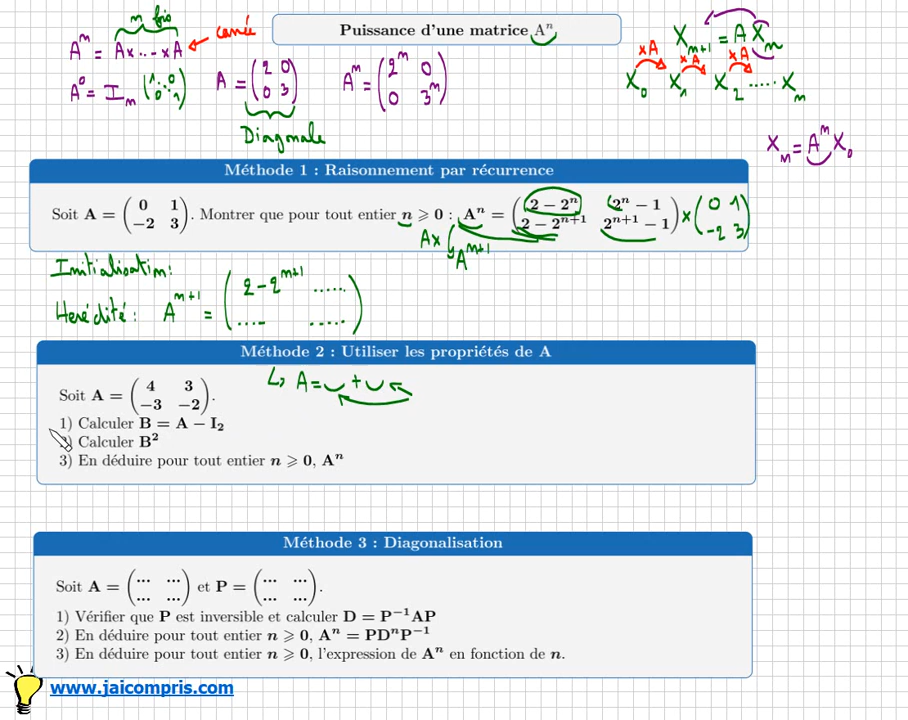 Puissance d'une matrice Aⁿ
n fois
Aⁿ = A×...×A
carré
A⁰ = Iₙ (1 0 / 0 1)
A = (2 0 / 0 3)
Aⁿ = (2ⁿ 0 / 0 3ⁿ)
Diagonale
Xₙ₊₁ = A Xₙ
×A ×A ×A
X₀ X₁ X₂ ..... Xₙ
Xₙ = Aⁿ X₀
Méthode 1 : Raisonnement par récurrence
Soit A = (0 1 / −2 3). Montrer que pour tout entier n ⩾ 0 : Aⁿ = (2 − 2ⁿ 2ⁿ − 1 / 2 − 2ⁿ⁺¹ 2ⁿ⁺¹ − 1) × (0 1 / −2 3)
A×
Aⁿ⁺¹
Initialisation:
Herédité: Aⁿ⁺¹ = (2 − 2ⁿ⁺¹ ..... / ..... .....)
Méthode 2 : Utiliser les propriétés de A
↳ A = + 
Soit A = (4 3 / −3 −2).
1) Calculer B = A − I₂
2) Calculer B²
3) En déduire pour tout entier n ⩾ 0, Aⁿ
Méthode 3 : Diagonalisation
Soit A = (... ... / ... ...) et P = (... ... / ... ...).
1) Vérifier que P est inversible et calculer D = P⁻¹AP
2) En déduire pour tout entier n ⩾ 0, Aⁿ = PDⁿP⁻¹
3) En déduire pour tout entier n ⩾ 0, l'expression de Aⁿ en fonction de n.
www.jaicompris.com